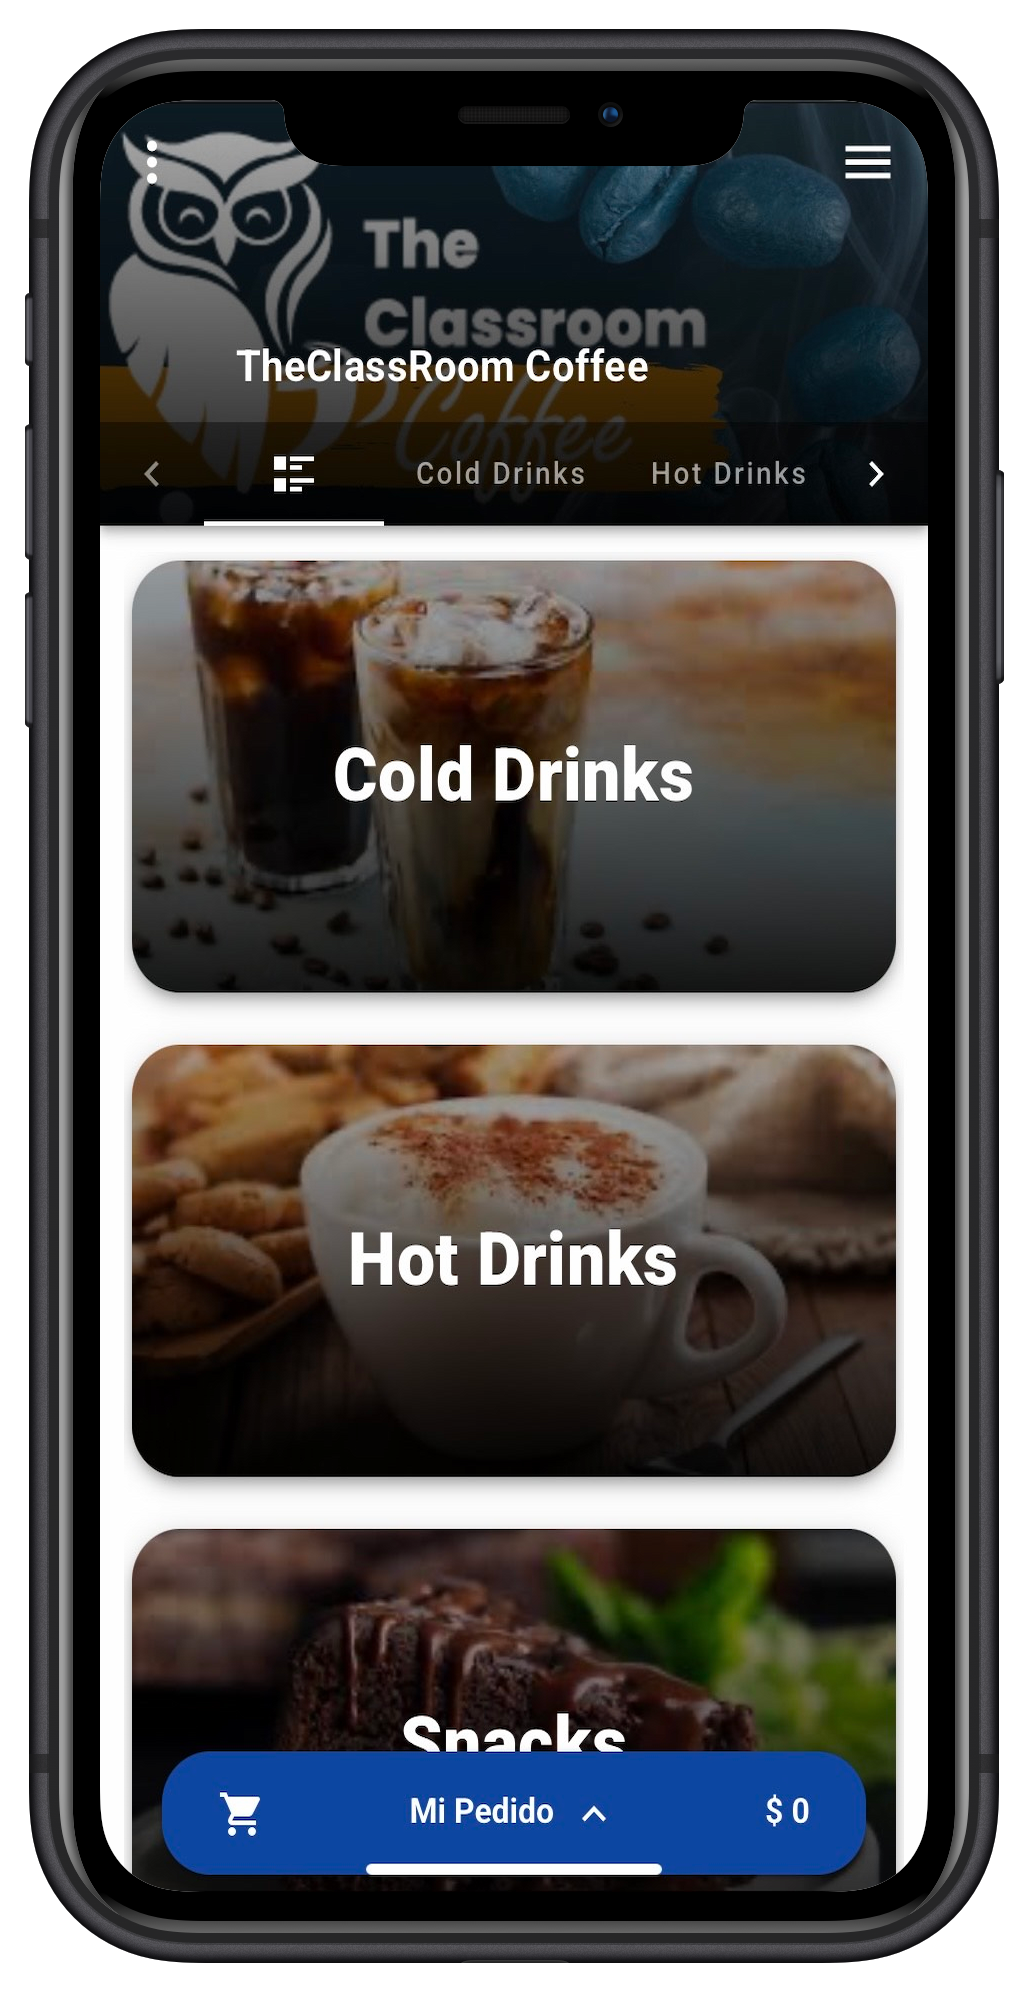 The
Classroom
TheClassRoom Coffee
Coffee
Cold Drinks Hot Drinks
Cold Drinks
Hot Drinks
Snacks
Mi Pedido $ 0